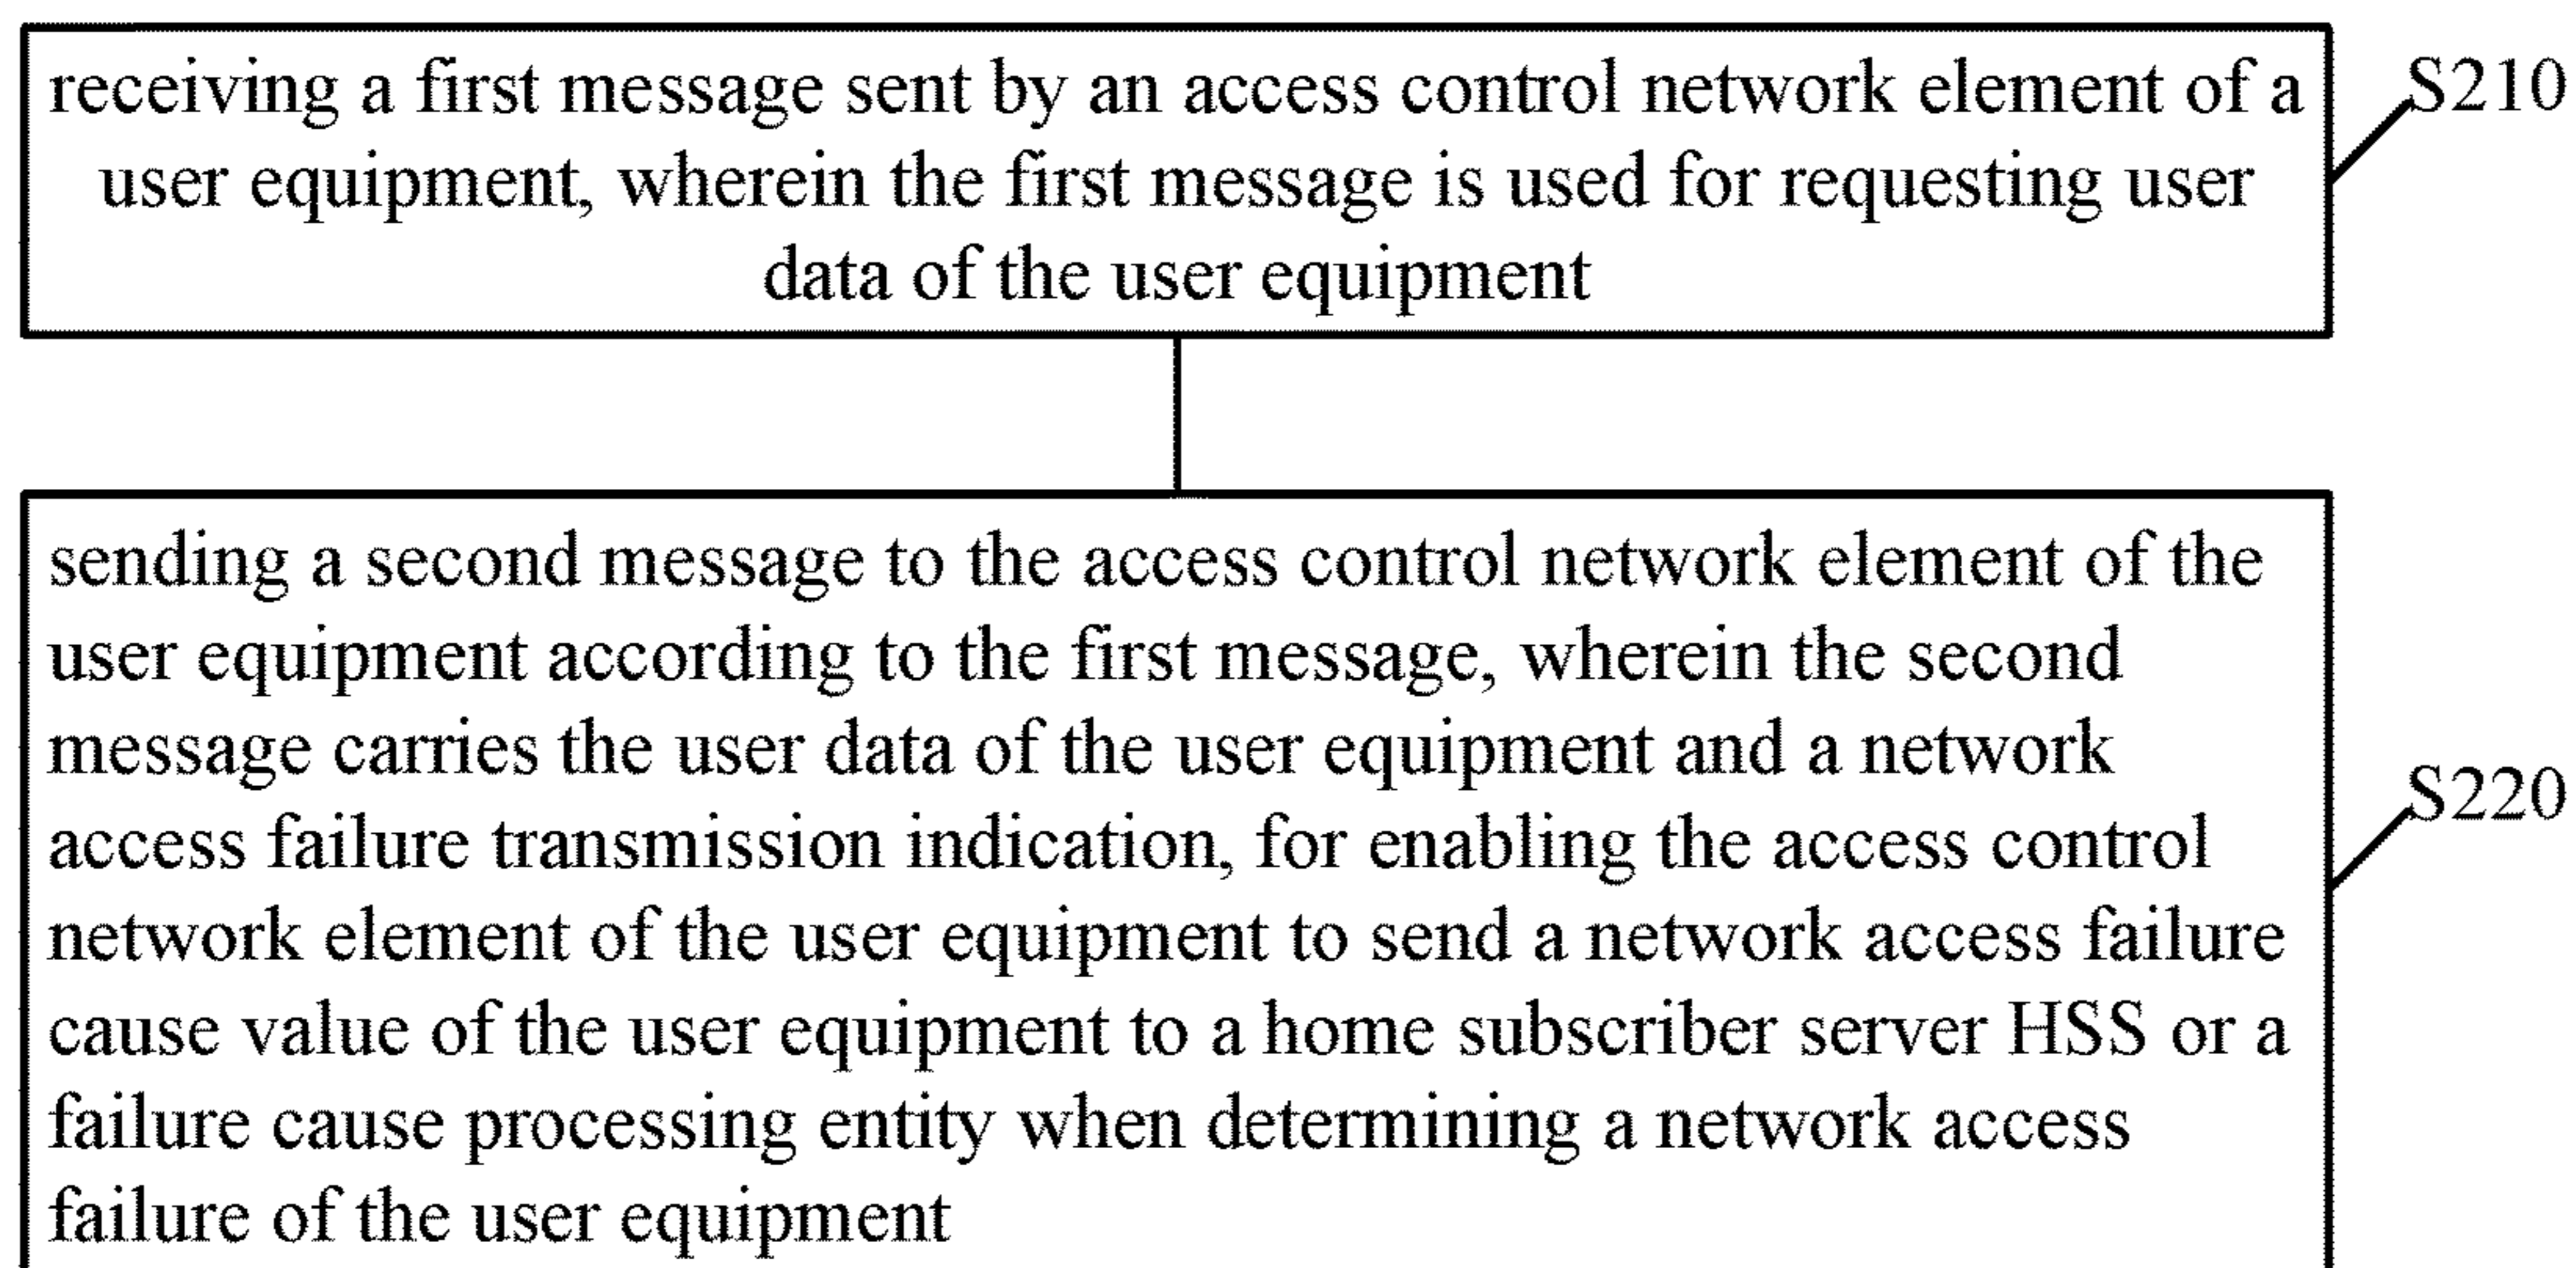 receiving a first message sent by an access control network element of a
user equipment, wherein the first message is used for requesting user
data of the user equipment
S210
sending a second message to the access control network element of the
user equipment according to the first message, wherein the second
message carries the user data of the user equipment and a network
access failure transmission indication, for enabling the access control
network element of the user equipment to send a network access failure
cause value of the user equipment to a home subscriber server HSS or a
failure cause processing entity when determining a network access
failure of the user equipment
S220